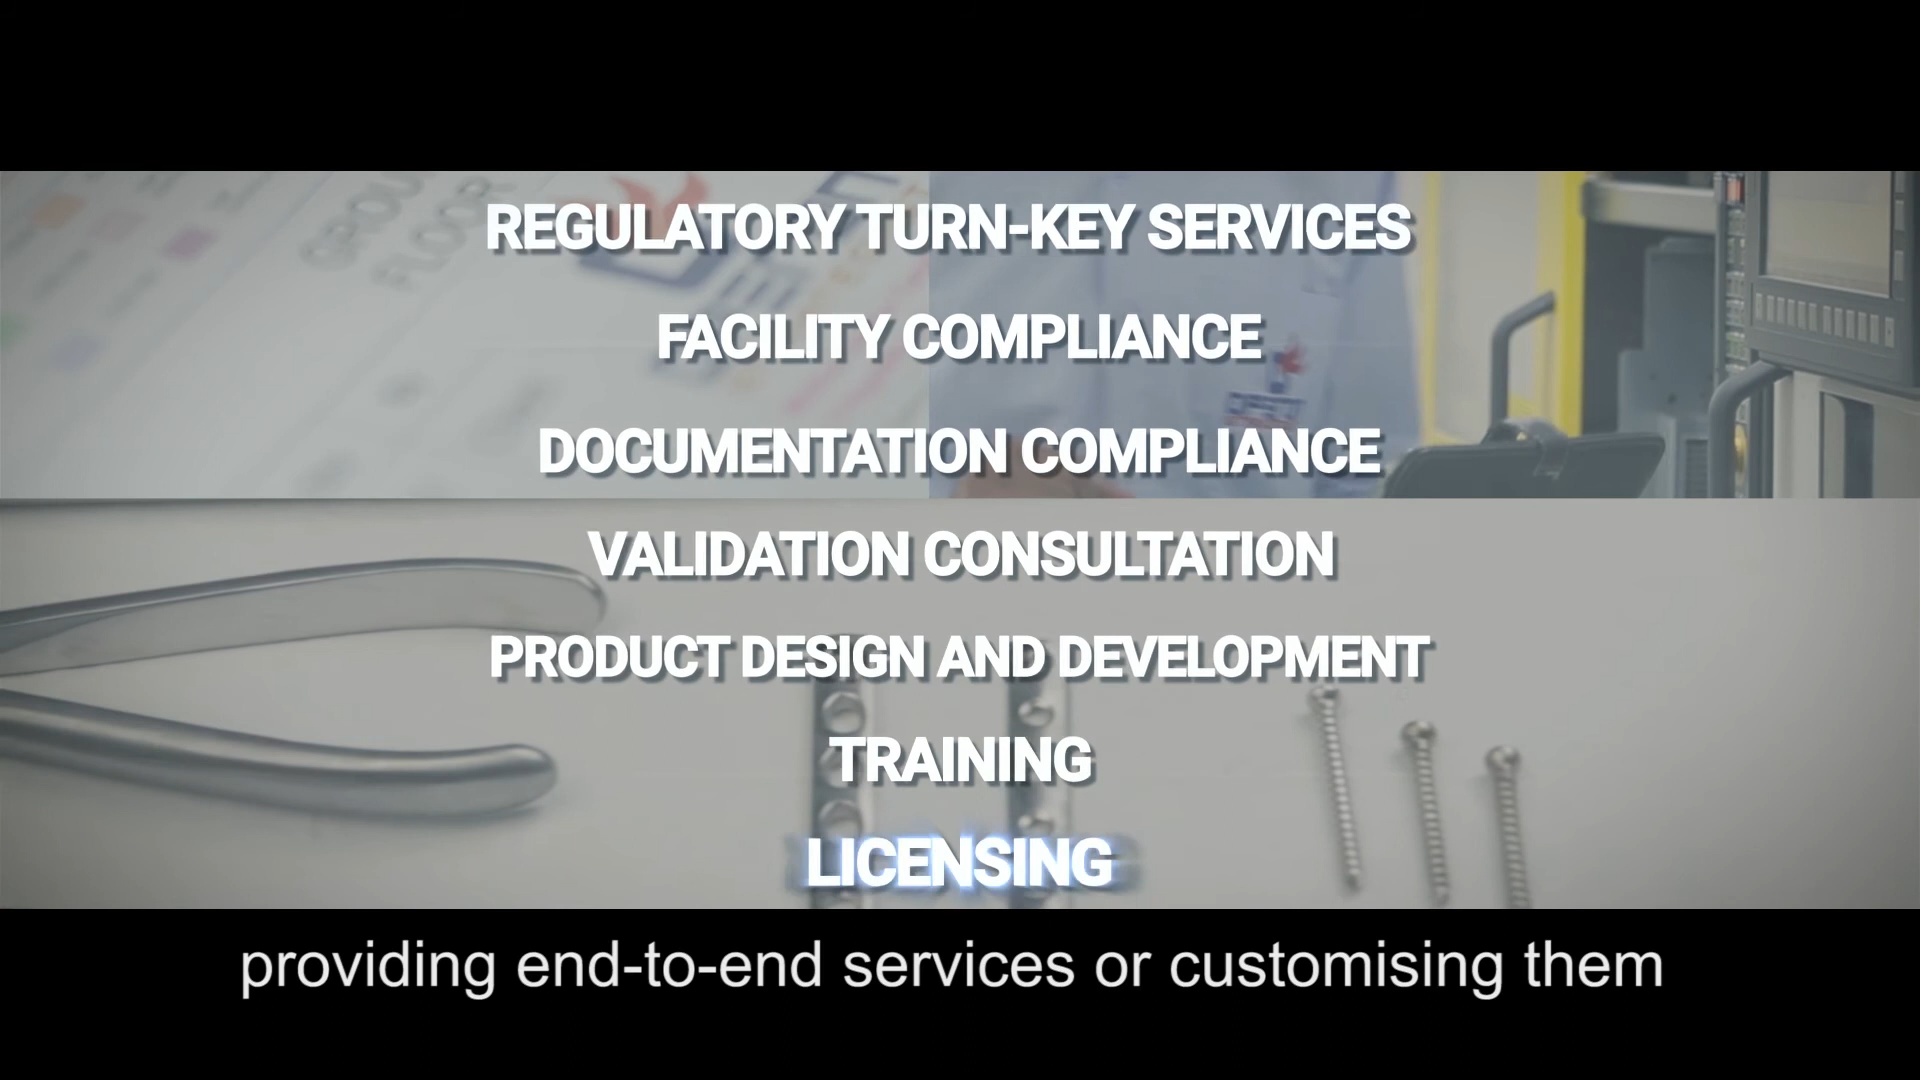 REGULATORY TURN-KEY SERVICES
FACILITY COMPLIANCE
DOCUMENTATION COMPLIANCE
VALIDATION CONSULTATION
PRODUCT DESIGN AND DEVELOPMENT
TRAINING
LICENSING
providing end-to-end services or customising them